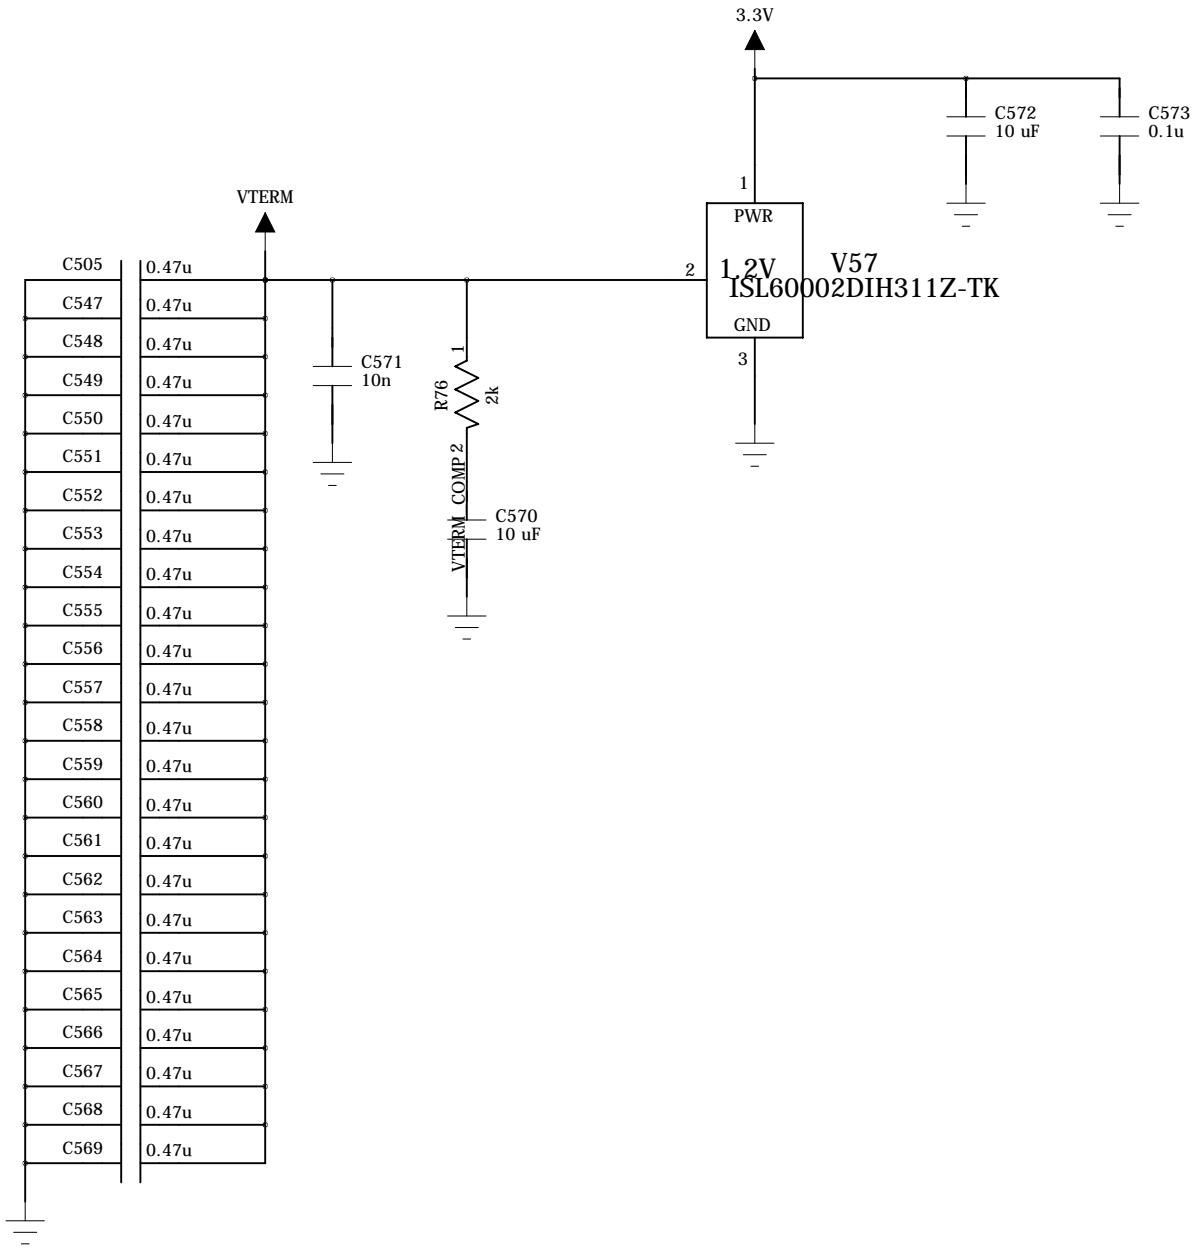 3.3V
C572
10 uF
C573
0.1u
1
PWR
VTERM
2
1.2V
V57
ISL60002DIH311Z-TK
GND
3
C505 0.47u
C547 0.47u
C548 0.47u
C549 0.47u
C550 0.47u
C551 0.47u
C552 0.47u
C553 0.47u
C554 0.47u
C555 0.47u
C556 0.47u
C557 0.47u
C558 0.47u
C559 0.47u
C560 0.47u
C561 0.47u
C562 0.47u
C563 0.47u
C564 0.47u
C565 0.47u
C566 0.47u
C567 0.47u
C568 0.47u
C569 0.47u
C571
10n
1
R76
2k
2
VTERM_COMP
C570
10 uF